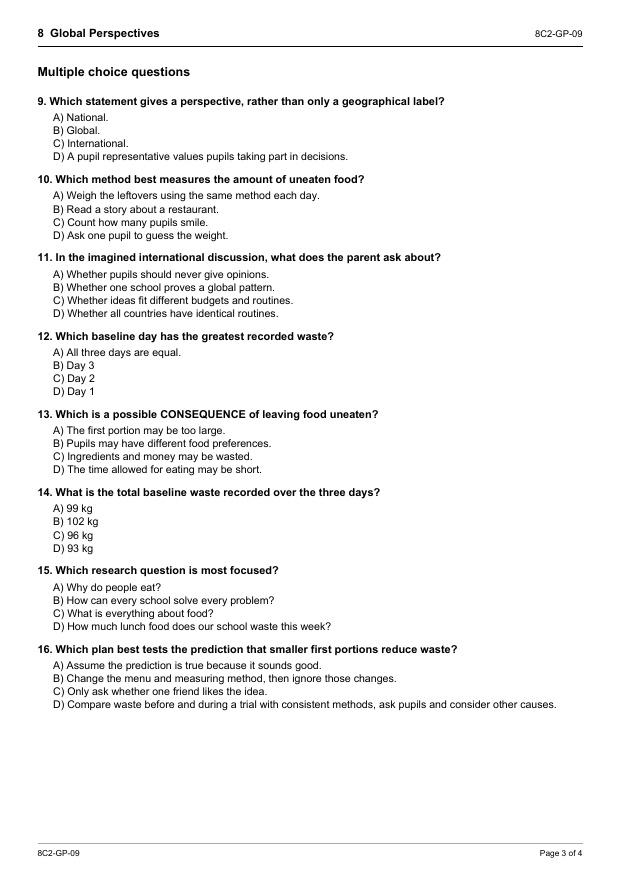 8 Global Perspectives
8C2-GP-09
Multiple choice questions
9. Which statement gives a perspective, rather than only a geographical label?
A) National.
B) Global.
C) International.
D) A pupil representative values pupils taking part in decisions.
10. Which method best measures the amount of uneaten food?
A) Weigh the leftovers using the same method each day.
B) Read a story about a restaurant.
C) Count how many pupils smile.
D) Ask one pupil to guess the weight.
11. In the imagined international discussion, what does the parent ask about?
A) Whether pupils should never give opinions.
B) Whether one school proves a global pattern.
C) Whether ideas fit different budgets and routines.
D) Whether all countries have identical routines.
12. Which baseline day has the greatest recorded waste?
A) All three days are equal.
B) Day 3
C) Day 2
D) Day 1
13. Which is a possible CONSEQUENCE of leaving food uneaten?
A) The first portion may be too large.
B) Pupils may have different food preferences.
C) Ingredients and money may be wasted.
D) The time allowed for eating may be short.
14. What is the total baseline waste recorded over the three days?
A) 99 kg
B) 102 kg
C) 96 kg
D) 93 kg
15. Which research question is most focused?
A) Why do people eat?
B) How can every school solve every problem?
C) What is everything about food?
D) How much lunch food does our school waste this week?
16. Which plan best tests the prediction that smaller first portions reduce waste?
A) Assume the prediction is true because it sounds good.
B) Change the menu and measuring method, then ignore those changes.
C) Only ask whether one friend likes the idea.
D) Compare waste before and during a trial with consistent methods, ask pupils and consider other causes.
8C2-GP-09
Page 3 of 4